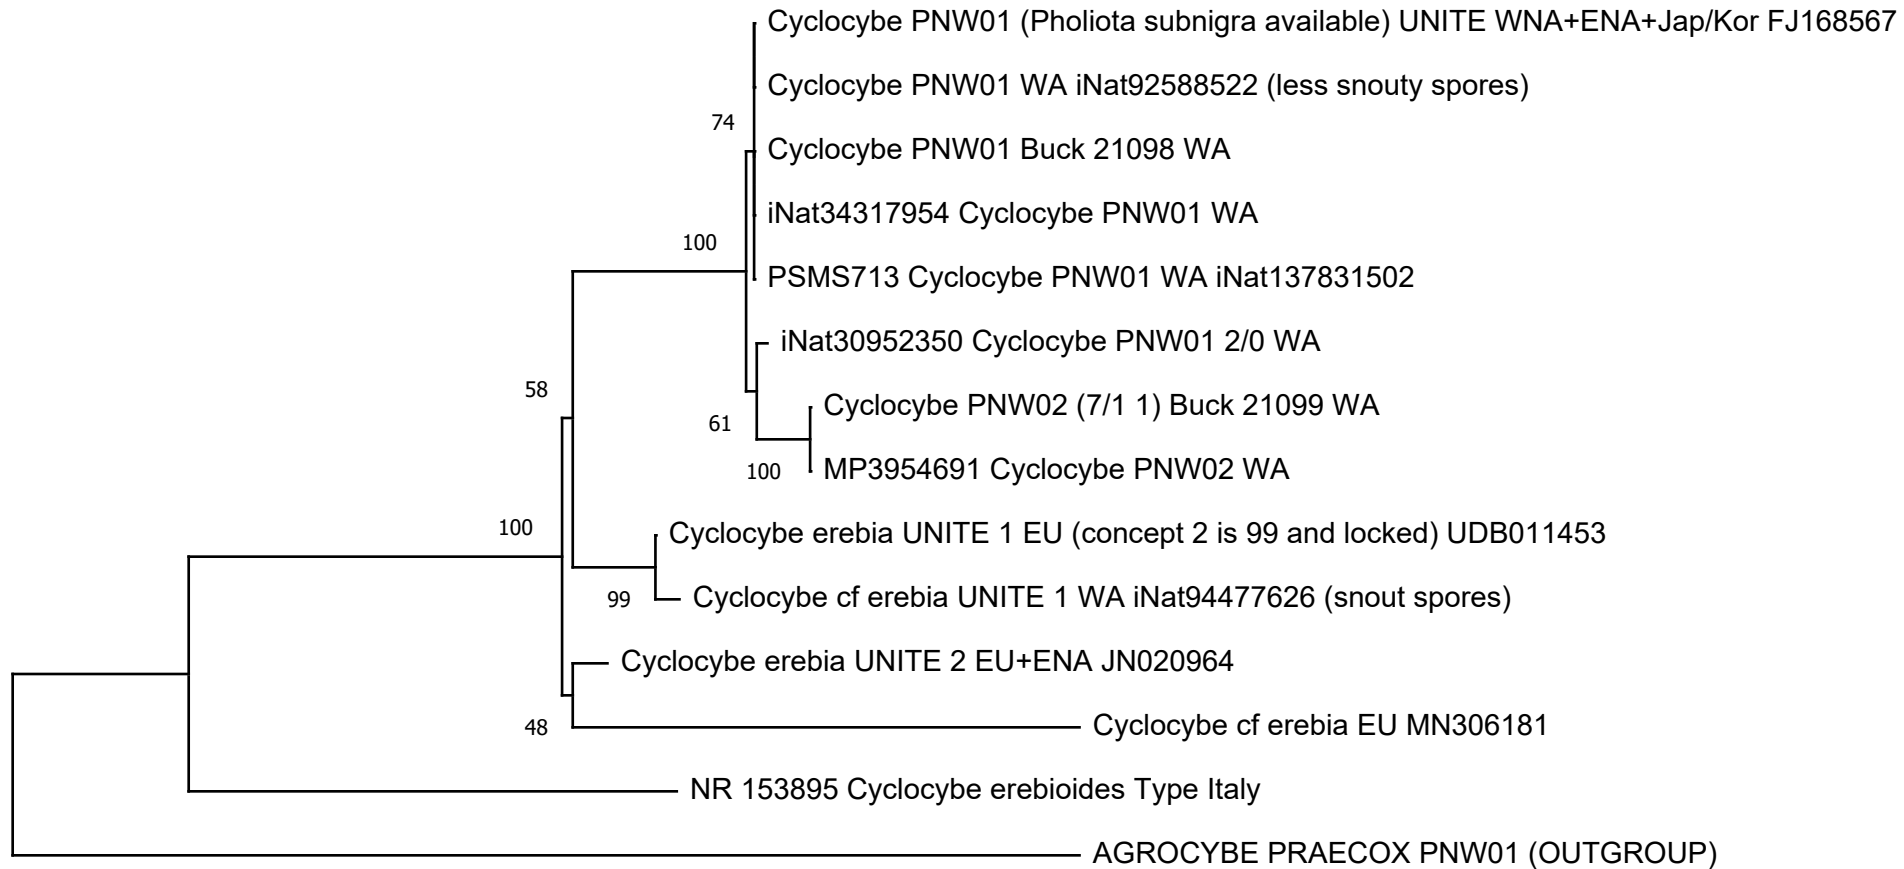 Cyclocybe PNW01 (Pholiota subnigra available) UNITE WNA+ENA+Jap/Kor FJ168567
Cyclocybe PNW01 WA iNat92588522 (less snouty spores)
74
Cyclocybe PNW01 Buck 21098 WA
iNat34317954 Cyclocybe PNW01 WA
100
PSMS713 Cyclocybe PNW01 WA iNat137831502
iNat30952350 Cyclocybe PNW01 2/0 WA
58
Cyclocybe PNW02 (7/1 1) Buck 21099 WA
61
MP3954691 Cyclocybe PNW02 WA
100
100
Cyclocybe erebia UNITE 1 EU (concept 2 is 99 and locked) UDB011453
99
Cyclocybe cf erebia UNITE 1 WA iNat94477626 (snout spores)
Cyclocybe erebia UNITE 2 EU+ENA JN020964
48
Cyclocybe cf erebia EU MN306181
NR 153895 Cyclocybe erebioides Type Italy
AGROCYBE PRAECOX PNW01 (OUTGROUP)